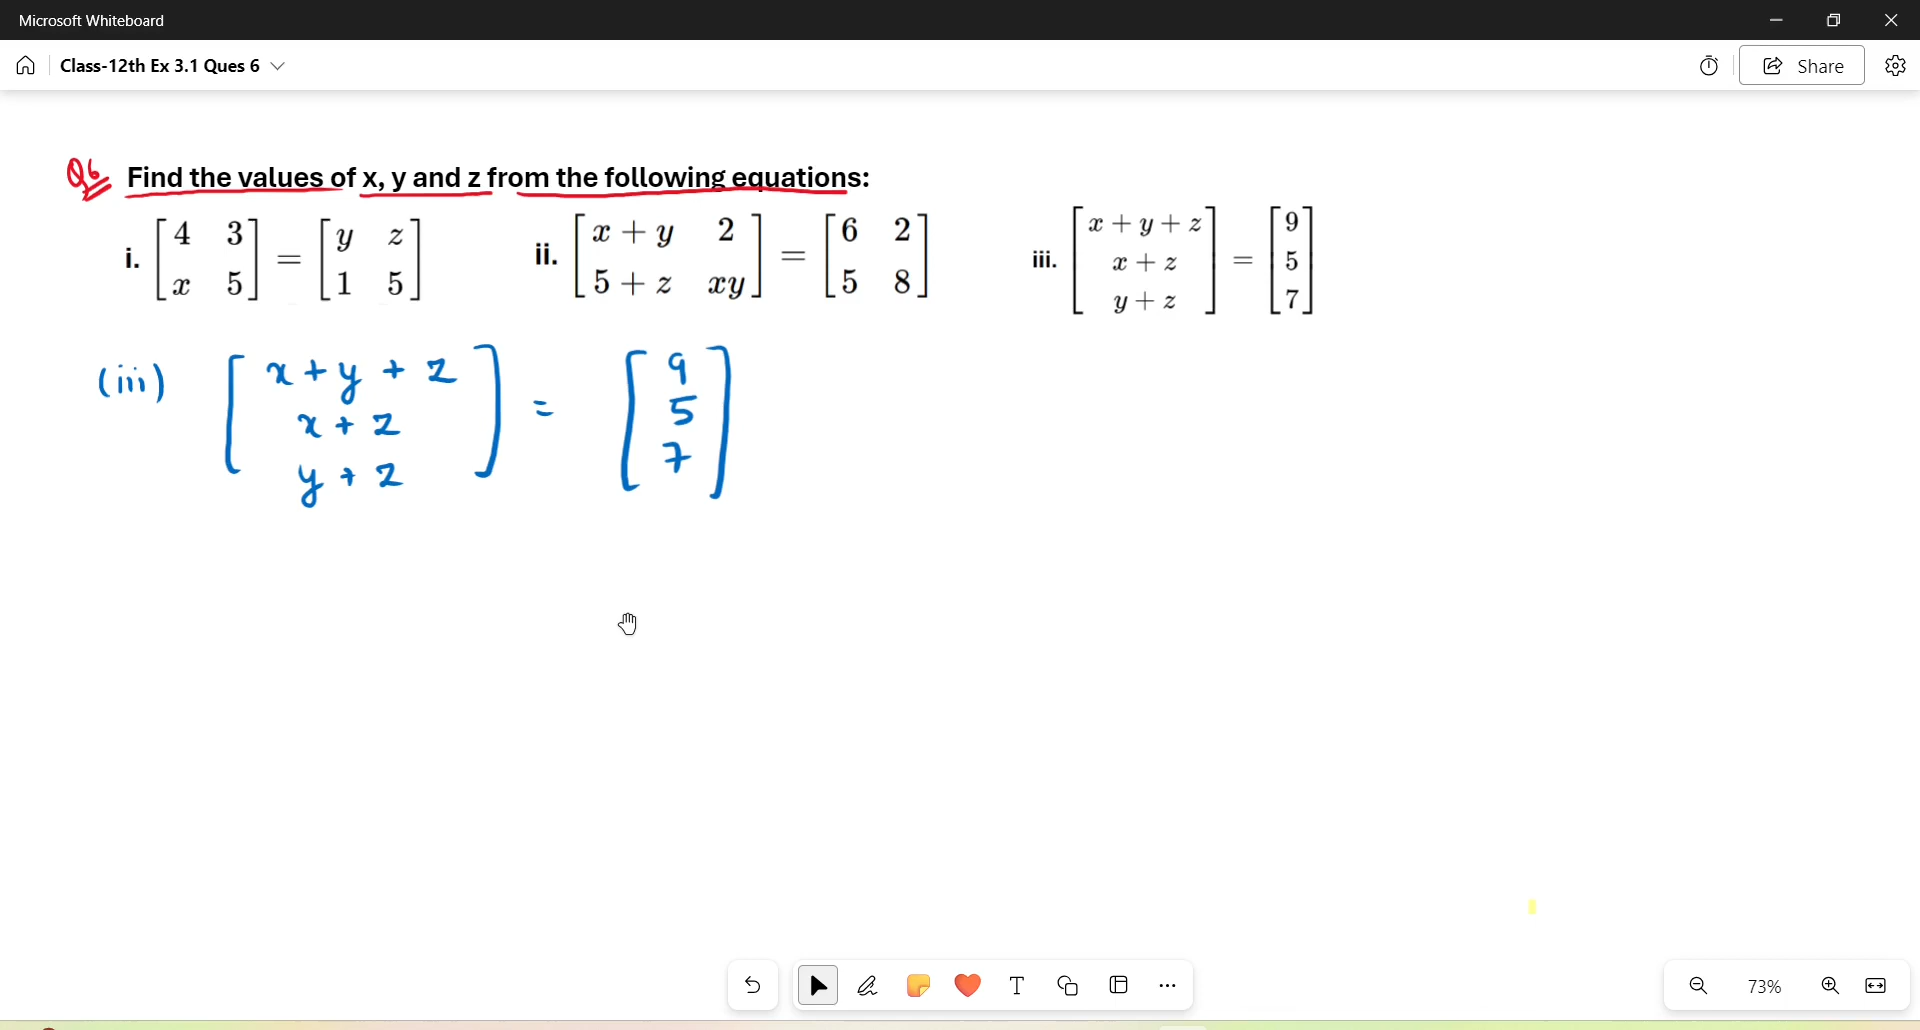 Microsoft Whiteboard
Class-12th Ex 3.1 Ques 6
Share
Q6 Find the values of x, y and z from the following equations:
i. [4 3; x 5] = [y z; 1 5] ii. [x + y 2; 5 + z xy] = [6 2; 5 8] iii. [x + y + z; x + z; y + z] = [9; 5; 7]
(iii) [x + y + z; x + z; y + z] = [9; 5; 7]
73%